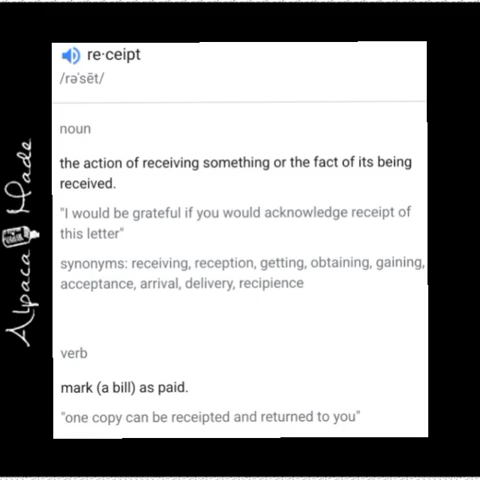 re·ceipt
/rəˈsēt/
noun
the action of receiving something or the fact of its being
received.
"I would be grateful if you would acknowledge receipt of
this letter"
synonyms: receiving, reception, getting, obtaining, gaining,
acceptance, arrival, delivery, recipience
verb
mark (a bill) as paid.
"one copy can be receipted and returned to you"
Alpaca Made